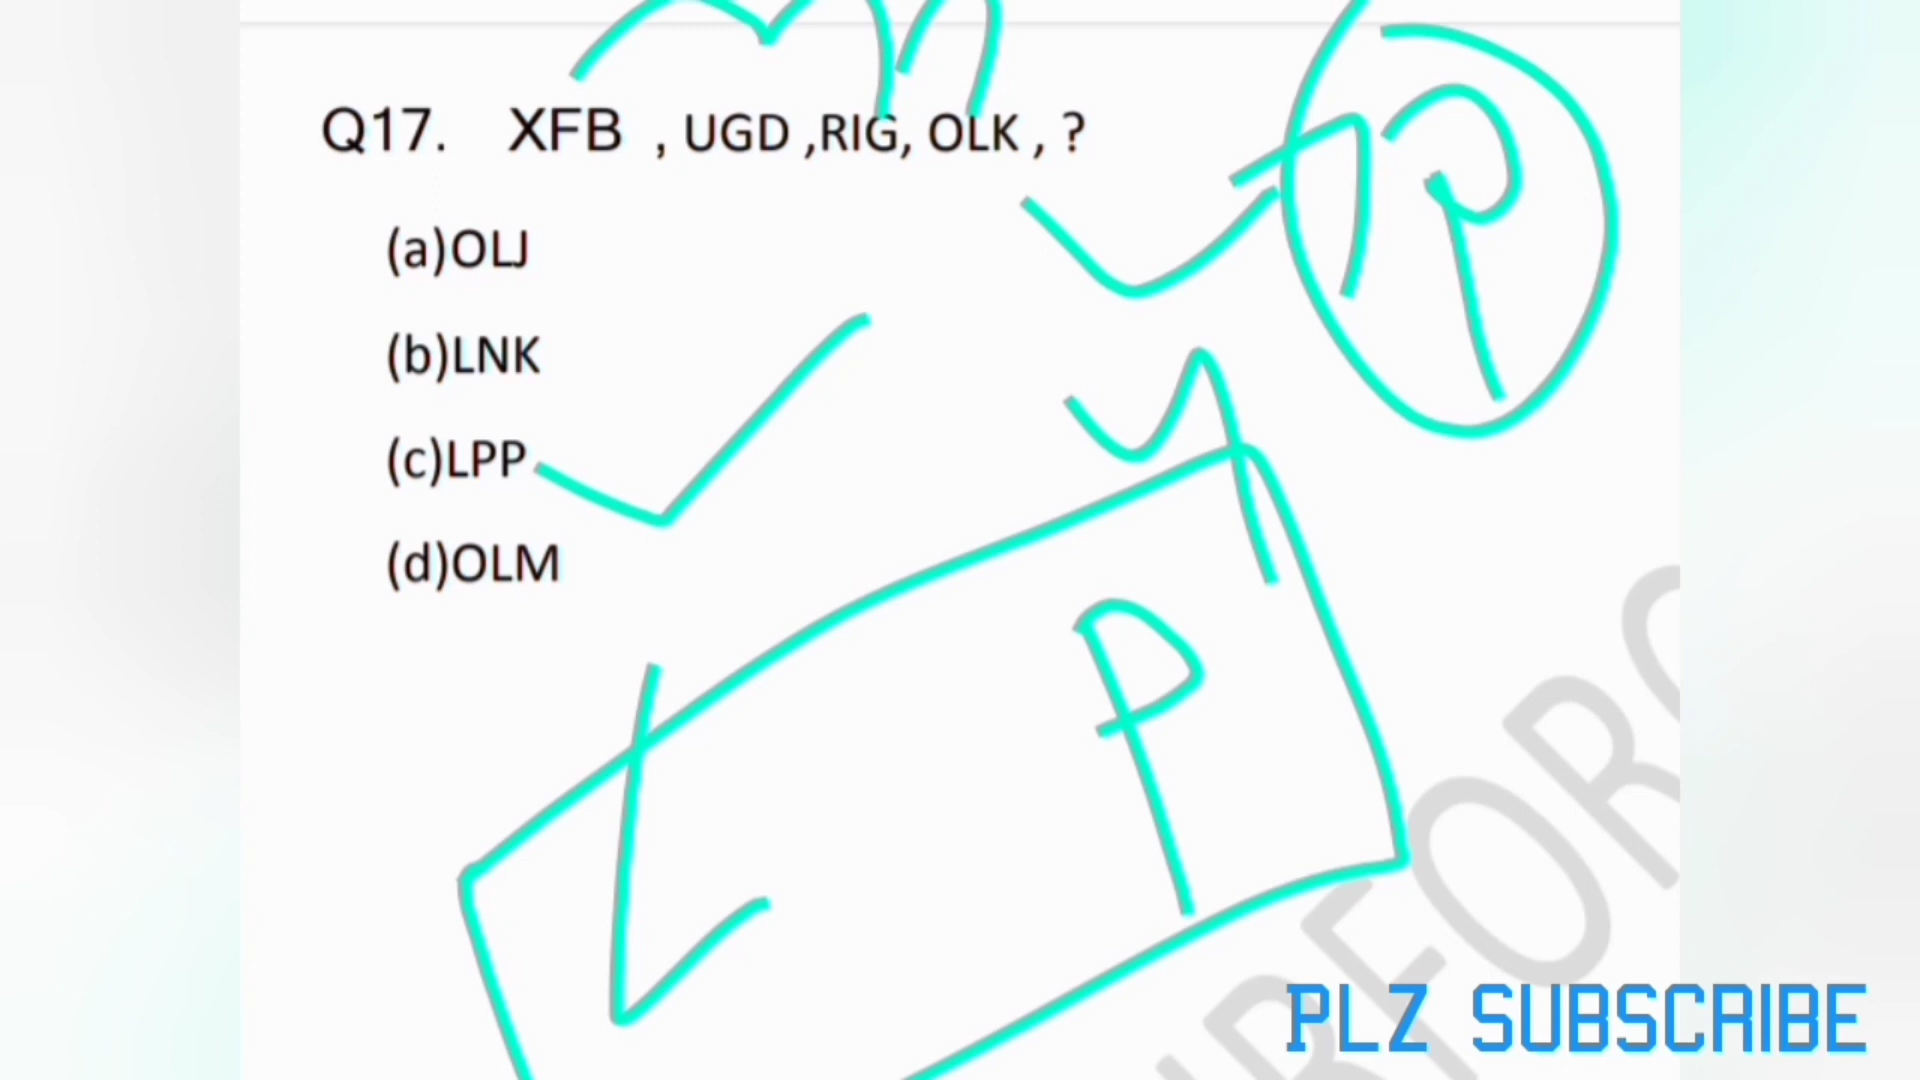 Q17. XFB , UGD ,RIG, OLK , ?
(a)OLJ
(b)LNK
(c)LPP
(d)OLM
P
P
L
PLZ SUBSCRIBE